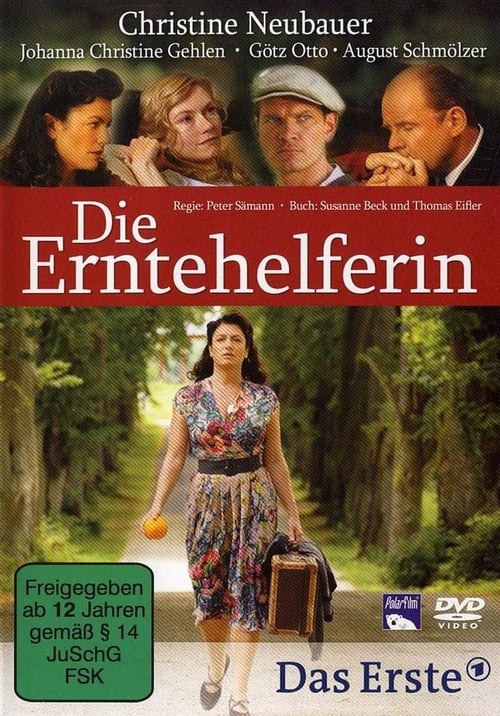 Christine Neubauer
Johanna Christine Gehlen • Götz Otto • August Schmölzer
Regie: Peter Sämann • Buch: Susanne Beck und Thomas Eifler
Die
Erntehelferin
Freigegeben
ab 12 Jahren
gemäß § 14
JuSchG
FSK
PolarFilm
DVD
VIDEO
Das Erste